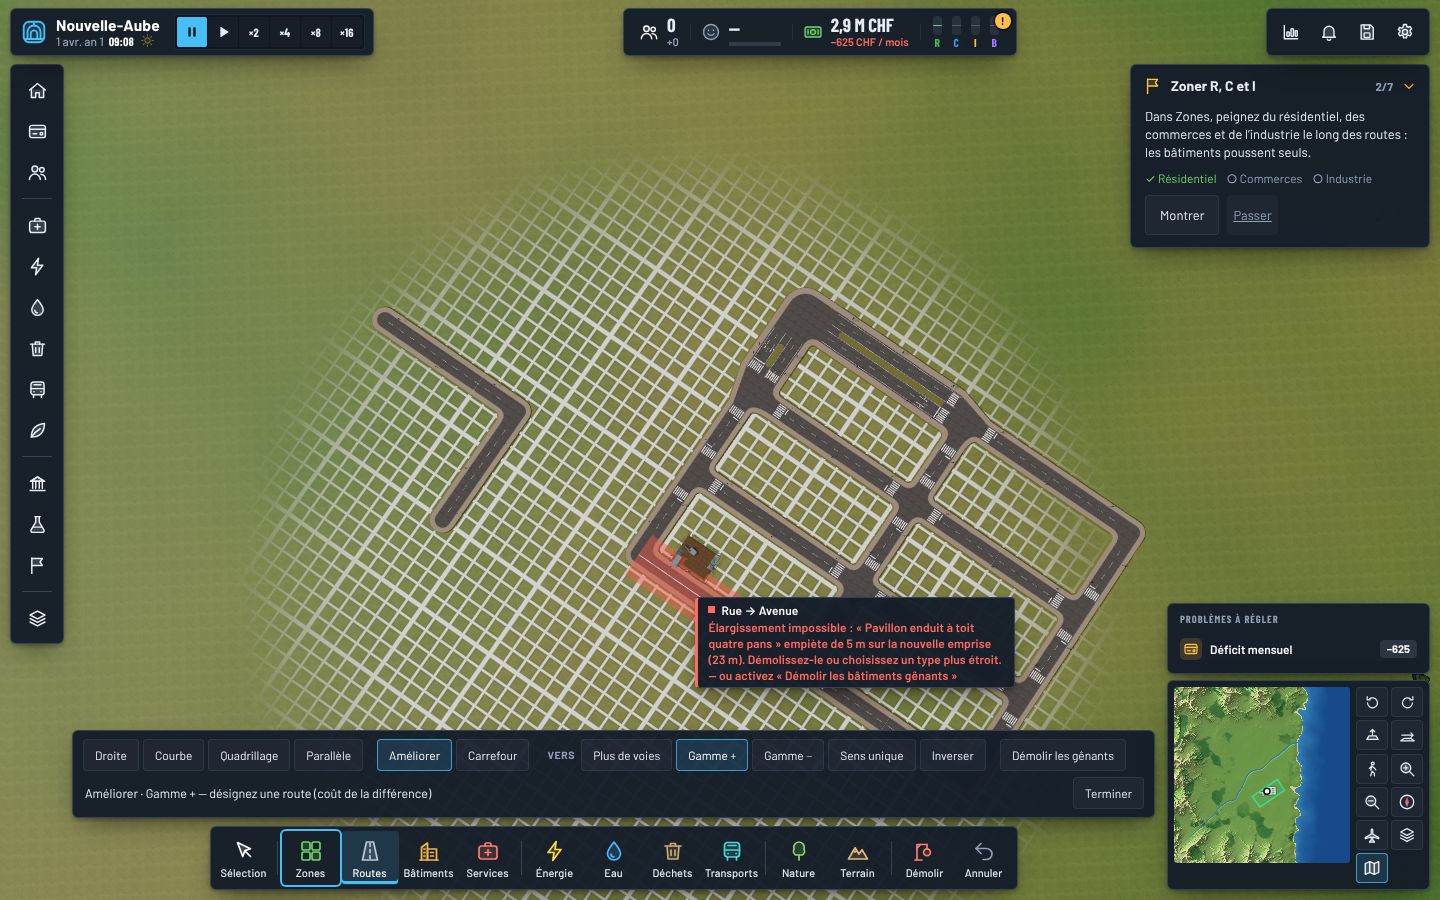 Nouvelle-Aube
1 avr. an 1 09:08
×2
×4
×8
×16
0
+0
—
2,9 M CHF
−625 CHF / mois
R C I B
!
Zoner R, C et I
2/7
Dans Zones, peignez du résidentiel, des
commerces et de l'industrie le long des routes :
les bâtiments poussent seuls.
✓ Résidentiel
Commerces
Industrie
Montrer
Passer
Rue → Avenue
Élargissement impossible : « Pavillon enduit à toit
quatre pans » empiète de 5 m sur la nouvelle emprise
(23 m). Démolissez-le ou choisissez un type plus étroit.
— ou activez « Démolir les bâtiments gênants »
PROBLÈMES À RÉGLER
Déficit mensuel
−625
Droite
Courbe
Quadrillage
Parallèle
Améliorer
Carrefour
VERS
Plus de voies
Gamme +
Gamme −
Sens unique
Inverser
Démolir les gênants
Améliorer · Gamme + — désignez une route (coût de la différence)
Terminer
Sélection
Zones
Routes
Bâtiments
Services
Énergie
Eau
Déchets
Transports
Nature
Terrain
Démolir
Annuler